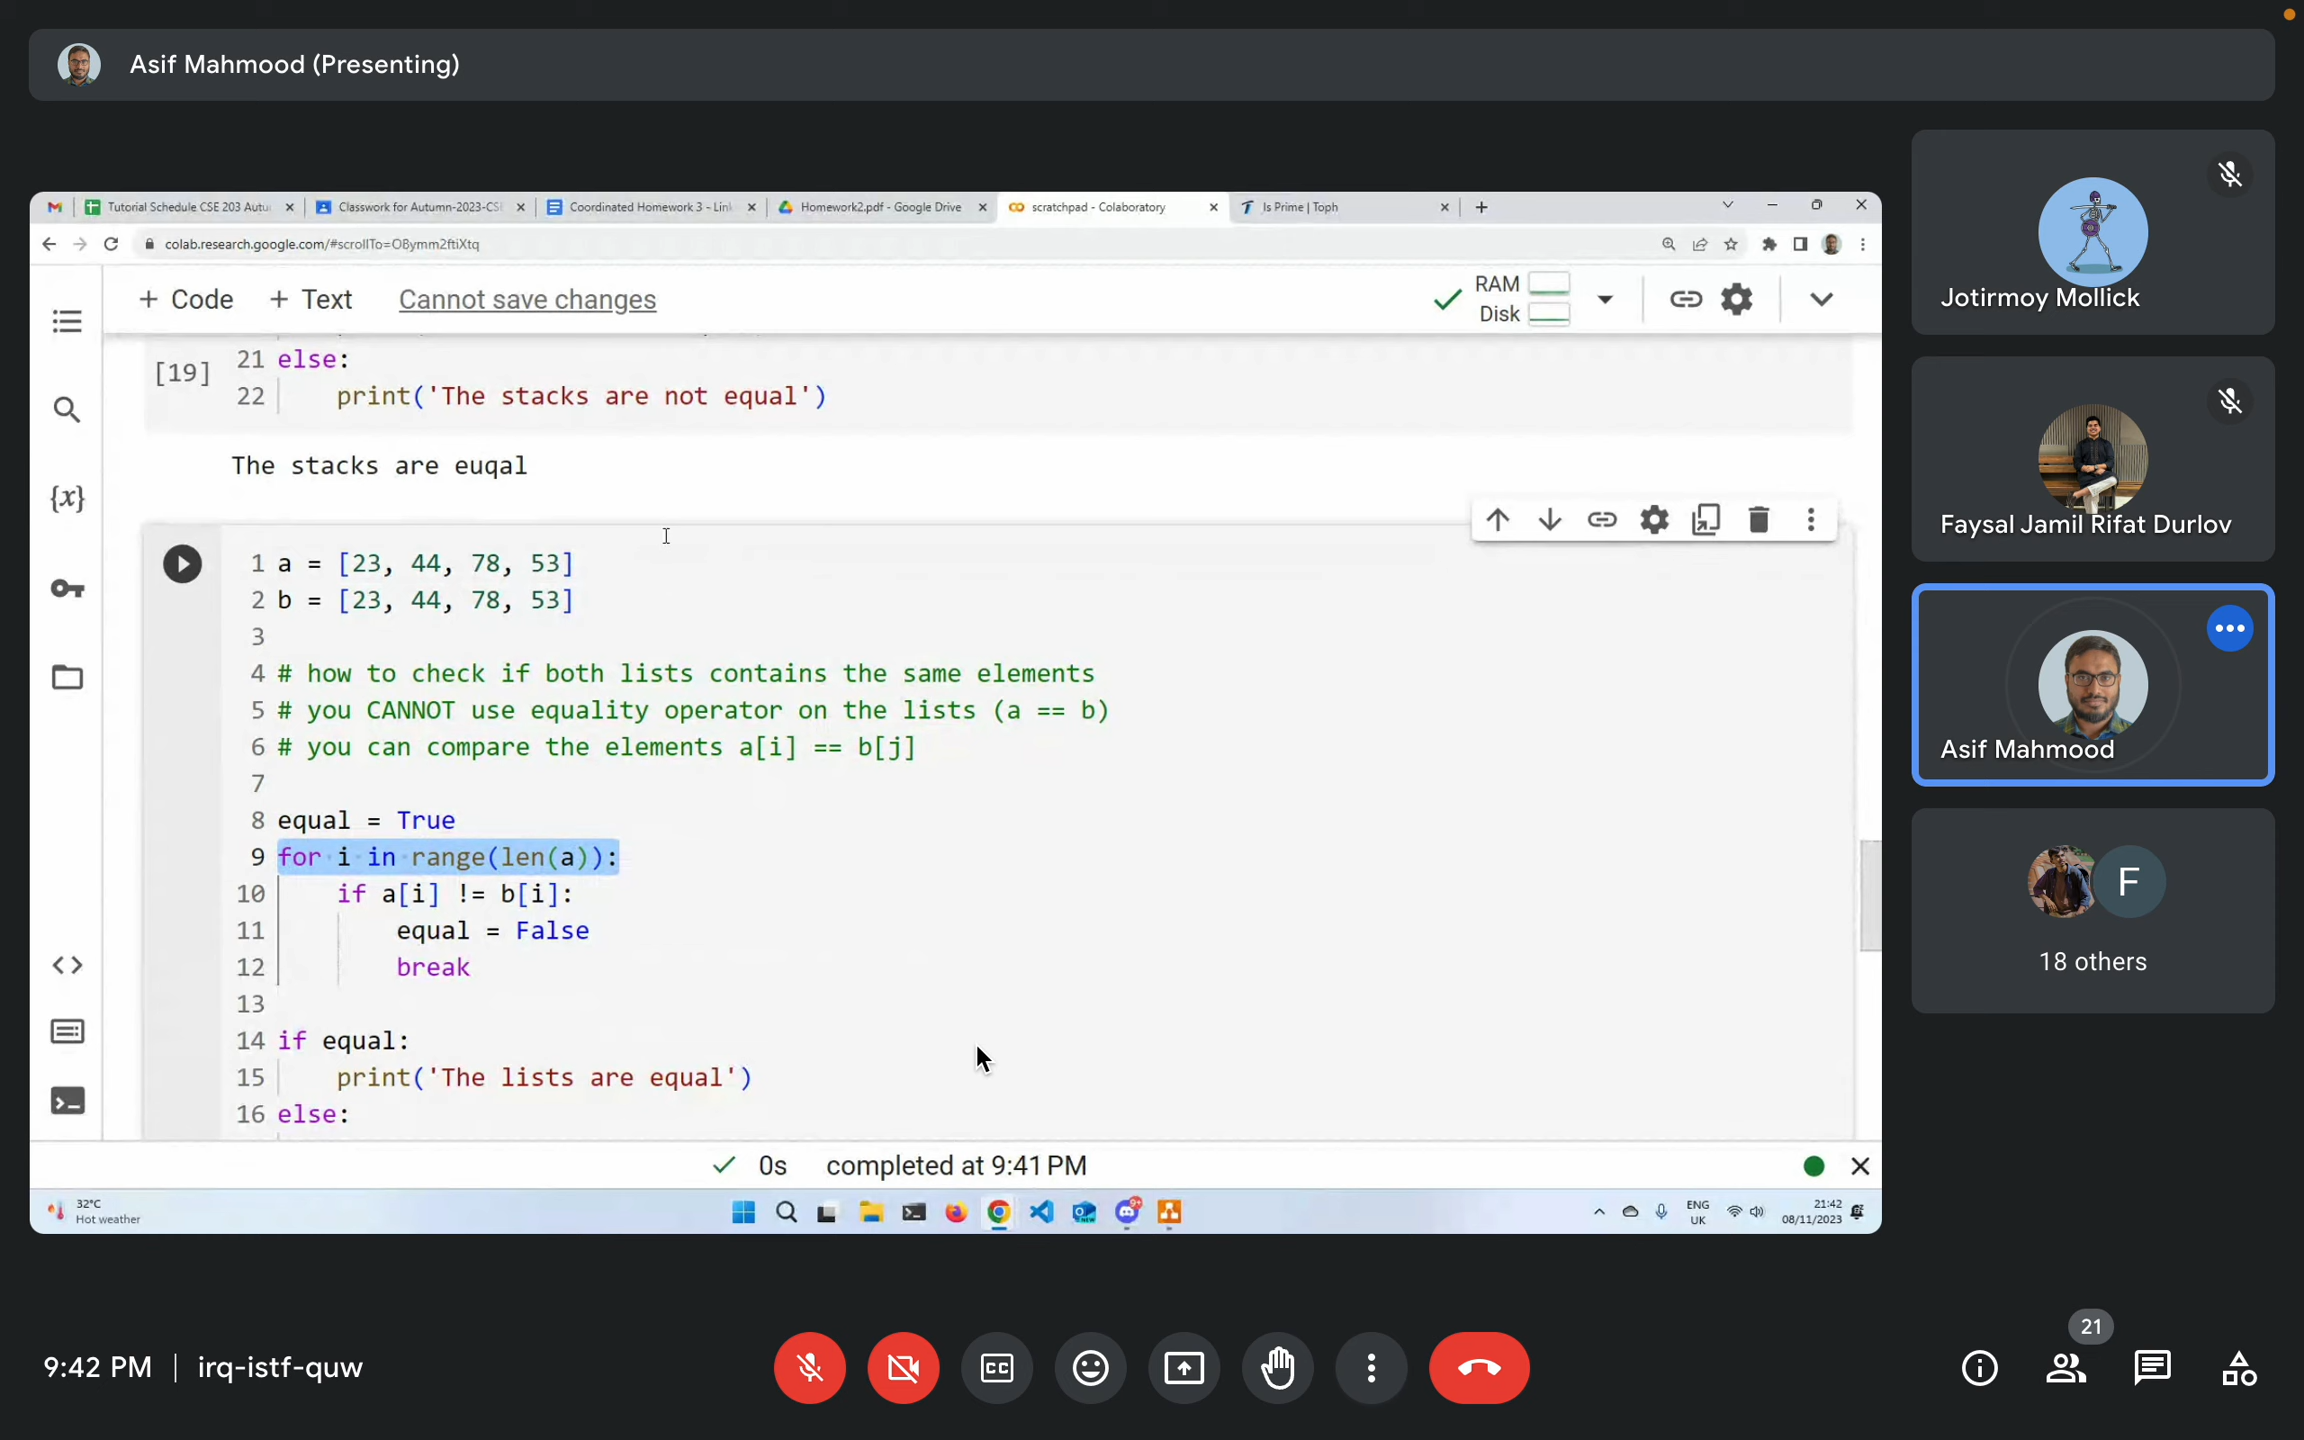 Asif Mahmood (Presenting)
Tutorial Schedule CSE 203 Autu
Classwork for Autumn-2023-CS
Coordinated Homework 3 - Link
Homework2.pdf - Google Drive
scratchpad - Colaboratory
Is Prime | Toph
colab.research.google.com/#scrollTo=O8ymm2ftiXtq
+ Code + Text Cannot save changes
RAM
Disk
[19]
21 else:
22 print('The stacks are not equal')
The stacks are euqal
1 a = [23, 44, 78, 53]
2 b = [23, 44, 78, 53]
3
4 # how to check if both lists contains the same elements
5 # you CANNOT use equality operator on the lists (a == b)
6 # you can compare the elements a[i] == b[j]
7
8 equal = True
9 for i in range(len(a)):
10 if a[i] != b[i]:
11 equal = False
12 break
13
14 if equal:
15 print('The lists are equal')
16 else:
0s completed at 9:41 PM
32°C
Hot weather
ENG
UK
21:42
08/11/2023
Jotirmoy Mollick
Faysal Jamil Rifat Durlov
Asif Mahmood
F
18 others
9:42 PM | irq-istf-quw
CC
21